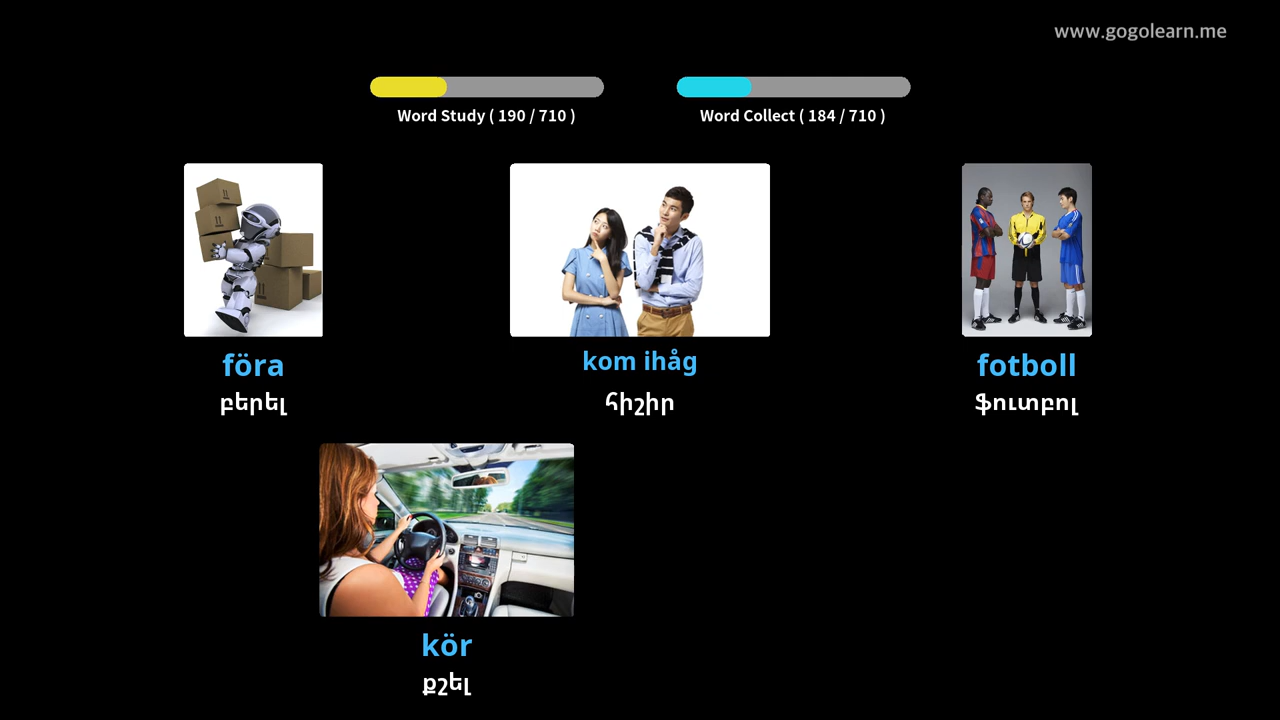 www.gogolearn.me
Word Study ( 190 / 710 )
Word Collect ( 184 / 710 )
föra
բերել
kom ihåg
հիշիր
fotboll
ֆուտբոլ
kör
քշել